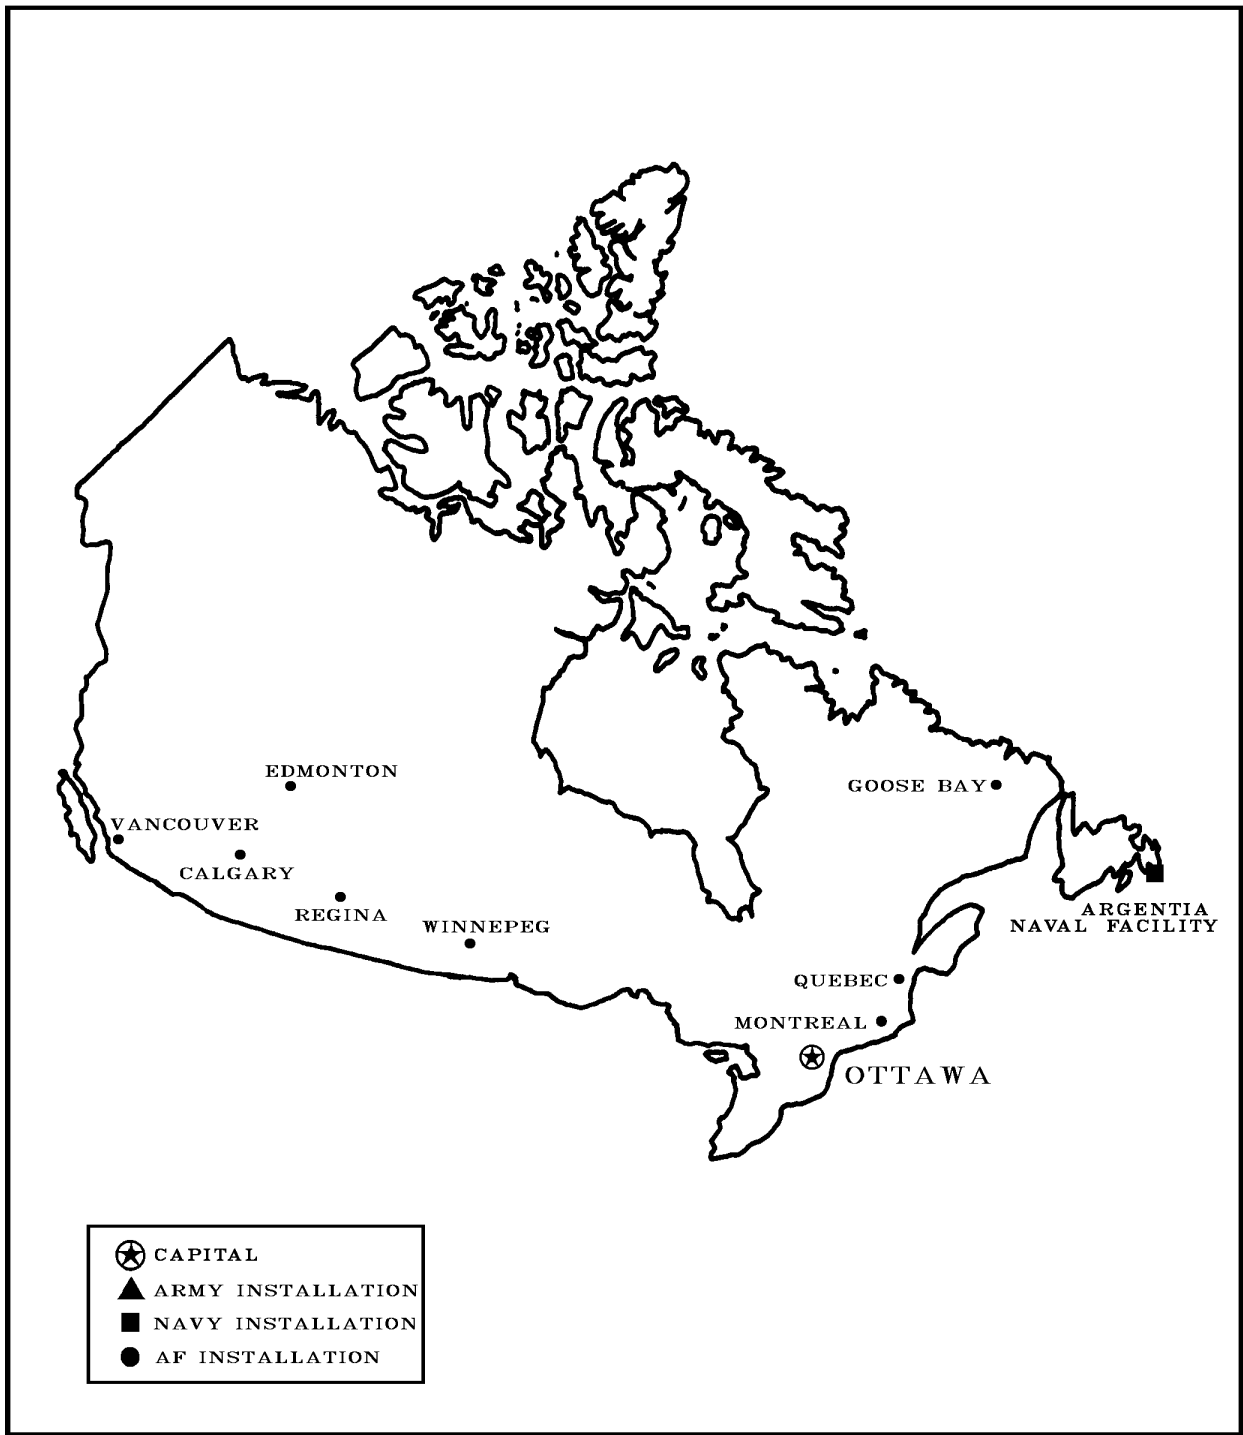 EDMONTON
GOOSE BAY
VANCOUVER
CALGARY
REGINA
WINNEPEG
ARGENTIA
NAVAL FACILITY
QUEBEC
MONTREAL
OTTAWA
CAPITAL
ARMY INSTALLATION
NAVY INSTALLATION
AF INSTALLATION